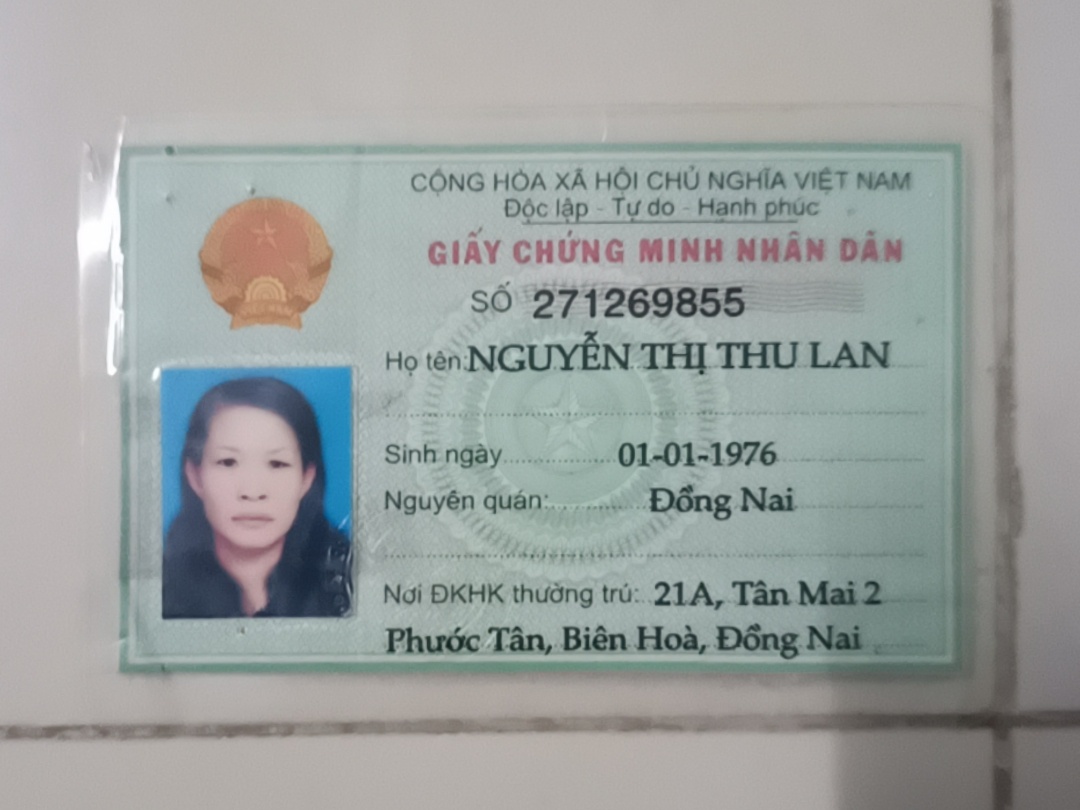 CỘNG HÒA XÃ HỘI CHỦ NGHĨA VIỆT NAM
Độc lập - Tự do - Hạnh phúc
GIẤY CHỨNG MINH NHÂN DÂN
SỐ 271269855
Họ tên: NGUYỄN THỊ THU LAN
Sinh ngày 01-01-1976
Nguyên quán: Đồng Nai
Nơi ĐKHK thường trú: 21A, Tân Mai 2
Phước Tân, Biên Hoà, Đồng Nai